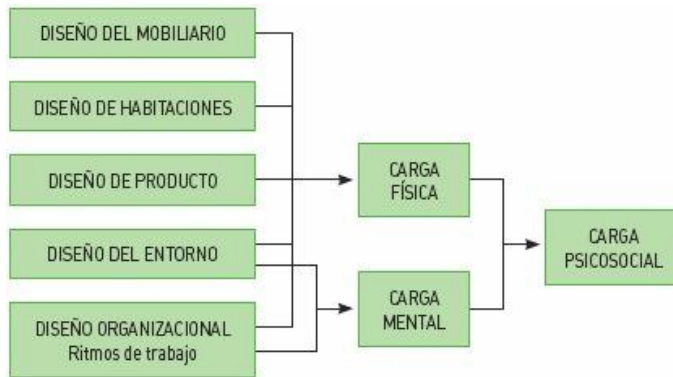 DISEÑO DEL MOBILIARIO
DISEÑO DE HABITACIONES
DISEÑO DE PRODUCTO
DISEÑO DEL ENTORNO
DISEÑO ORGANIZACIONAL
Ritmos de trabajo
CARGA
FÍSICA
CARGA
MENTAL
CARGA
PSICOSOCIAL